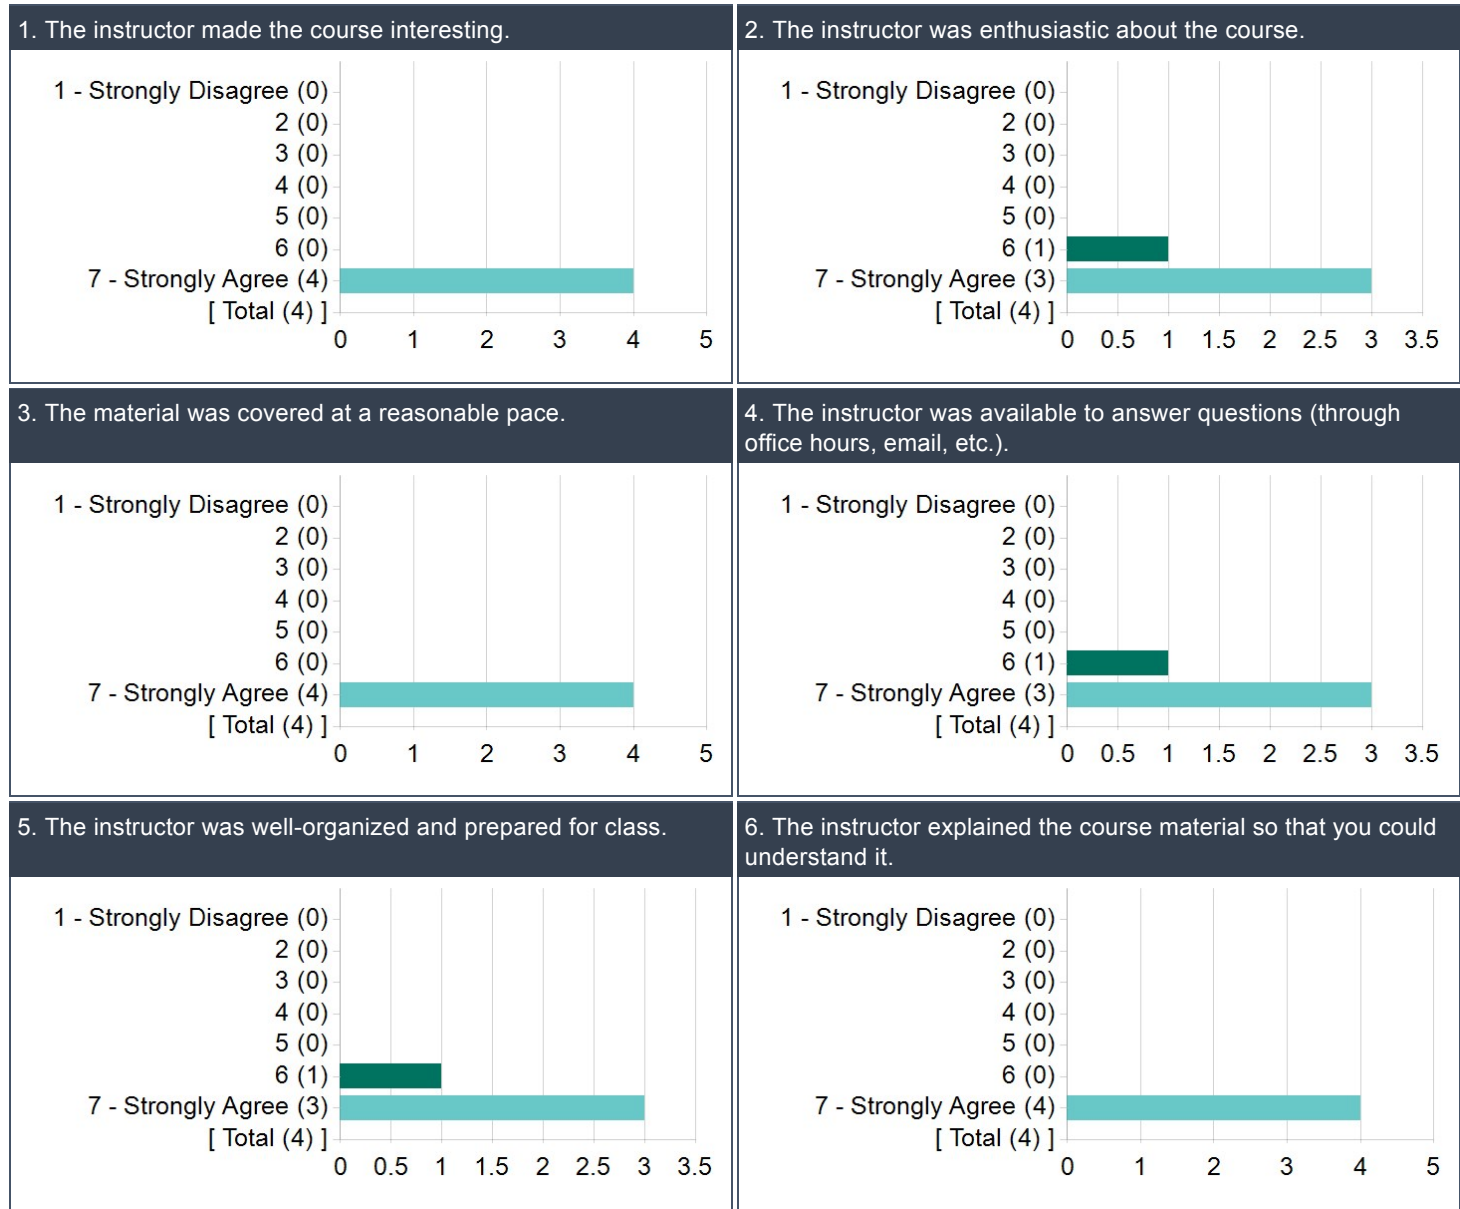 1. The instructor made the course interesting.
1 - Strongly Disagree (0)
2 (0)
3 (0)
4 (0)
5 (0)
6 (0)
7 - Strongly Agree (4)
[ Total (4) ]
0 1 2 3 4 5
2. The instructor was enthusiastic about the course.
1 - Strongly Disagree (0)
2 (0)
3 (0)
4 (0)
5 (0)
6 (1)
7 - Strongly Agree (3)
[ Total (4) ]
0 0.5 1 1.5 2 2.5 3 3.5
3. The material was covered at a reasonable pace.
1 - Strongly Disagree (0)
2 (0)
3 (0)
4 (0)
5 (0)
6 (0)
7 - Strongly Agree (4)
[ Total (4) ]
0 1 2 3 4 5
4. The instructor was available to answer questions (through
office hours, email, etc.).
1 - Strongly Disagree (0)
2 (0)
3 (0)
4 (0)
5 (0)
6 (1)
7 - Strongly Agree (3)
[ Total (4) ]
0 0.5 1 1.5 2 2.5 3 3.5
5. The instructor was well-organized and prepared for class.
1 - Strongly Disagree (0)
2 (0)
3 (0)
4 (0)
5 (0)
6 (1)
7 - Strongly Agree (3)
[ Total (4) ]
0 0.5 1 1.5 2 2.5 3 3.5
6. The instructor explained the course material so that you could
understand it.
1 - Strongly Disagree (0)
2 (0)
3 (0)
4 (0)
5 (0)
6 (0)
7 - Strongly Agree (4)
[ Total (4) ]
0 1 2 3 4 5